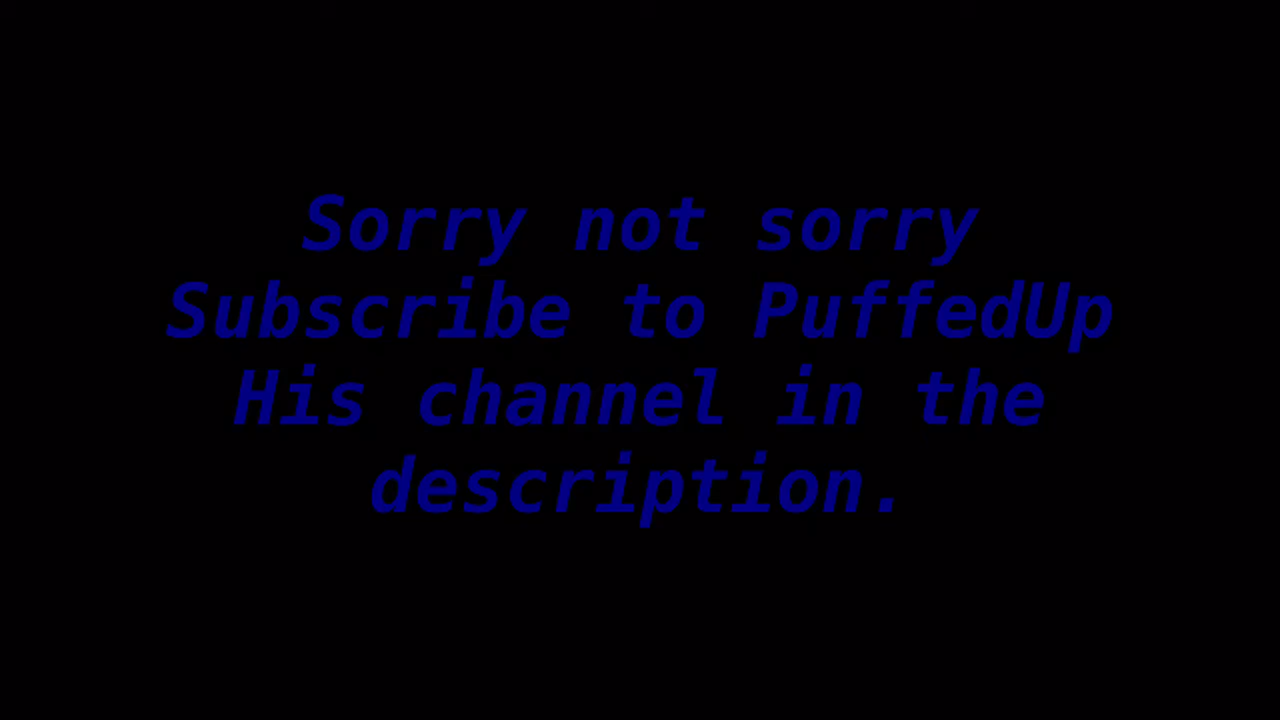 Sorry not sorry
Subscribe to PuffedUp
His channel in the
description.